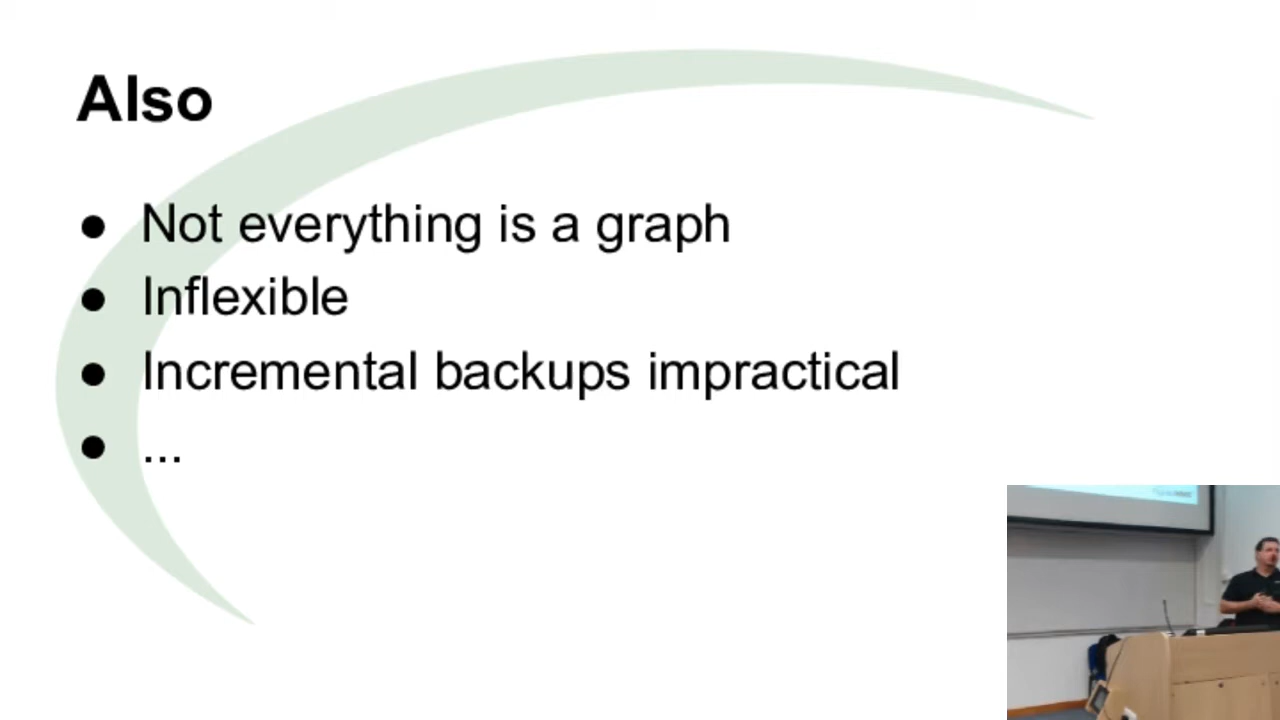 Also
● Not everything is a graph
● Inflexible
● Incremental backups impractical
● ...